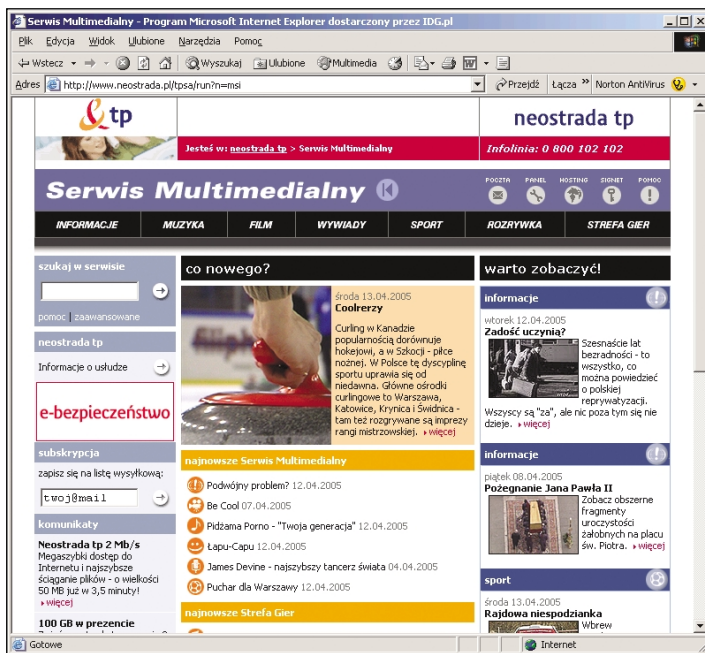 Serwis Multimedialny - Program Microsoft Internet Explorer dostarczony przez IDG.pl
Plik Edycja Widok Ulubione Narzędzia Pomoc
Wstecz Wyszukaj Ulubione Multimedia
Adres http://www.neostrada.pl/tpsa/run?n=msi Przejdź Łącza » Norton AntiVirus
tp
neostrada tp
Jesteś w: neostrada tp > Serwis Multimedialny
Infolinia: 0 800 102 102
Serwis Multimedialny
POCZTA PANEL HOSTING SIGNET POMOC
INFORMACJE MUZYKA FILM WYWIADY SPORT ROZRYWKA STREFA GIER
szukaj w serwisie
pomoc | zaawansowane
neostrada tp
Informacje o usłudze
e-bezpieczeństwo
subskrypcja
zapisz się na listę wysyłkową:
twoj@mail
komunikaty
Neostrada tp 2 Mb/s
Megaszybki dostęp do
Internetu i najszybsze
ściąganie plików - o wielkości
50 MB już w 3,5 minuty!
więcej
100 GB w prezencie
co nowego?
środa 13.04.2005
Coolrerzy
Curling w Kanadzie
popularnością dorównuje
hokejowi, a w Szkocji - piłce
nożnej. W Polsce tę dyscyplinę
sportu uprawia się od
niedawna. Główne ośrodki
curlingowe to Warszawa,
Katowice, Krynica i Świdnica -
tam też rozgrywane są imprezy
rangi mistrzowskiej. więcej
najnowsze Serwis Multimedialny
Podwójny problem? 12.04.2005
Be Cool 07.04.2005
Pidżama Porno - "Twoja generacja" 12.04.2005
Łapu-Capu 12.04.2005
James Devine - najszybszy tancerz świata 04.04.2005
Puchar dla Warszawy 12.04.2005
najnowsze Strefa Gier
warto zobaczyć!
informacje
wtorek 12.04.2005
Zadość uczynią?
Szesnaście lat
bezradności - to
wszystko, co
można powiedzieć
o polskiej
reprywatyzacji.
Wszyscy są "za", ale nic poza tym się nie
dzieje. więcej
informacje
piątek 08.04.2005
Pożegnanie Jana Pawła II
Zobacz obszerne
fragmenty
uroczystości
żałobnych na placu
św. Piotra. więcej
sport
środa 13.04.2005
Rajdowa niespodzianka
Wbrew
Gotowe
Internet